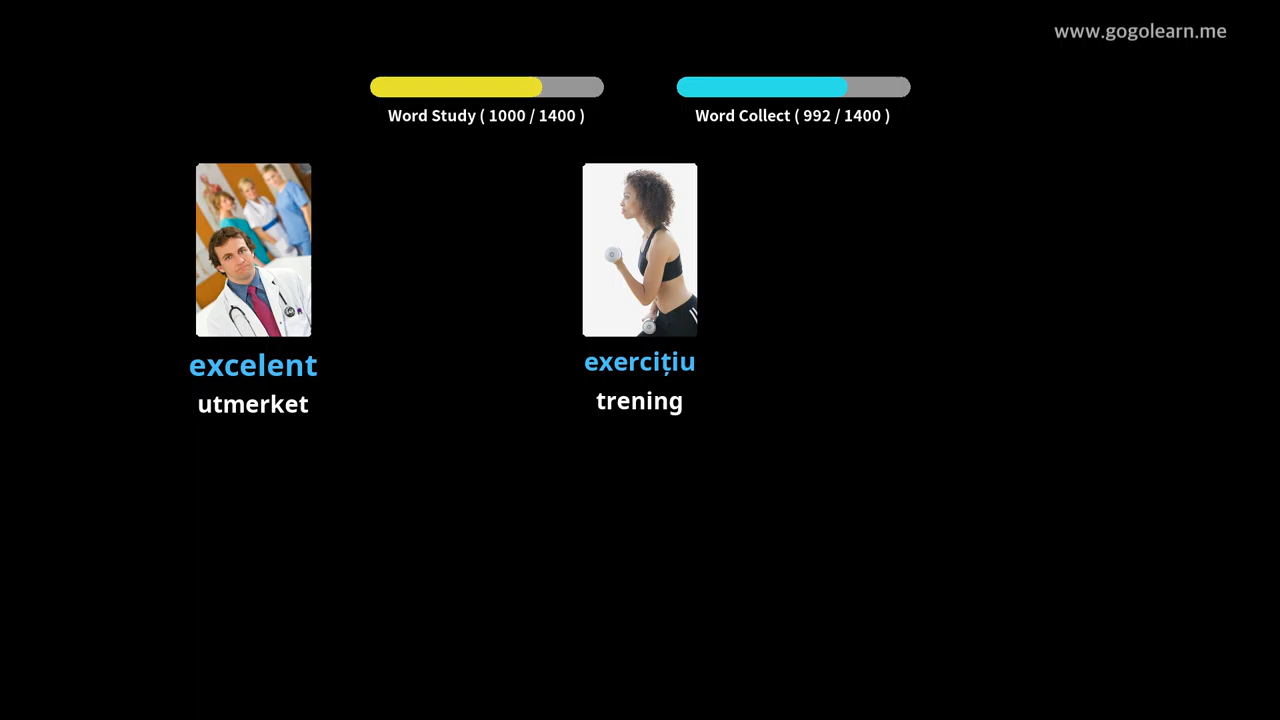 www.gogolearn.me
Word Study ( 1000 / 1400 )
Word Collect ( 992 / 1400 )
excelent
utmerket
exercițiu
trening